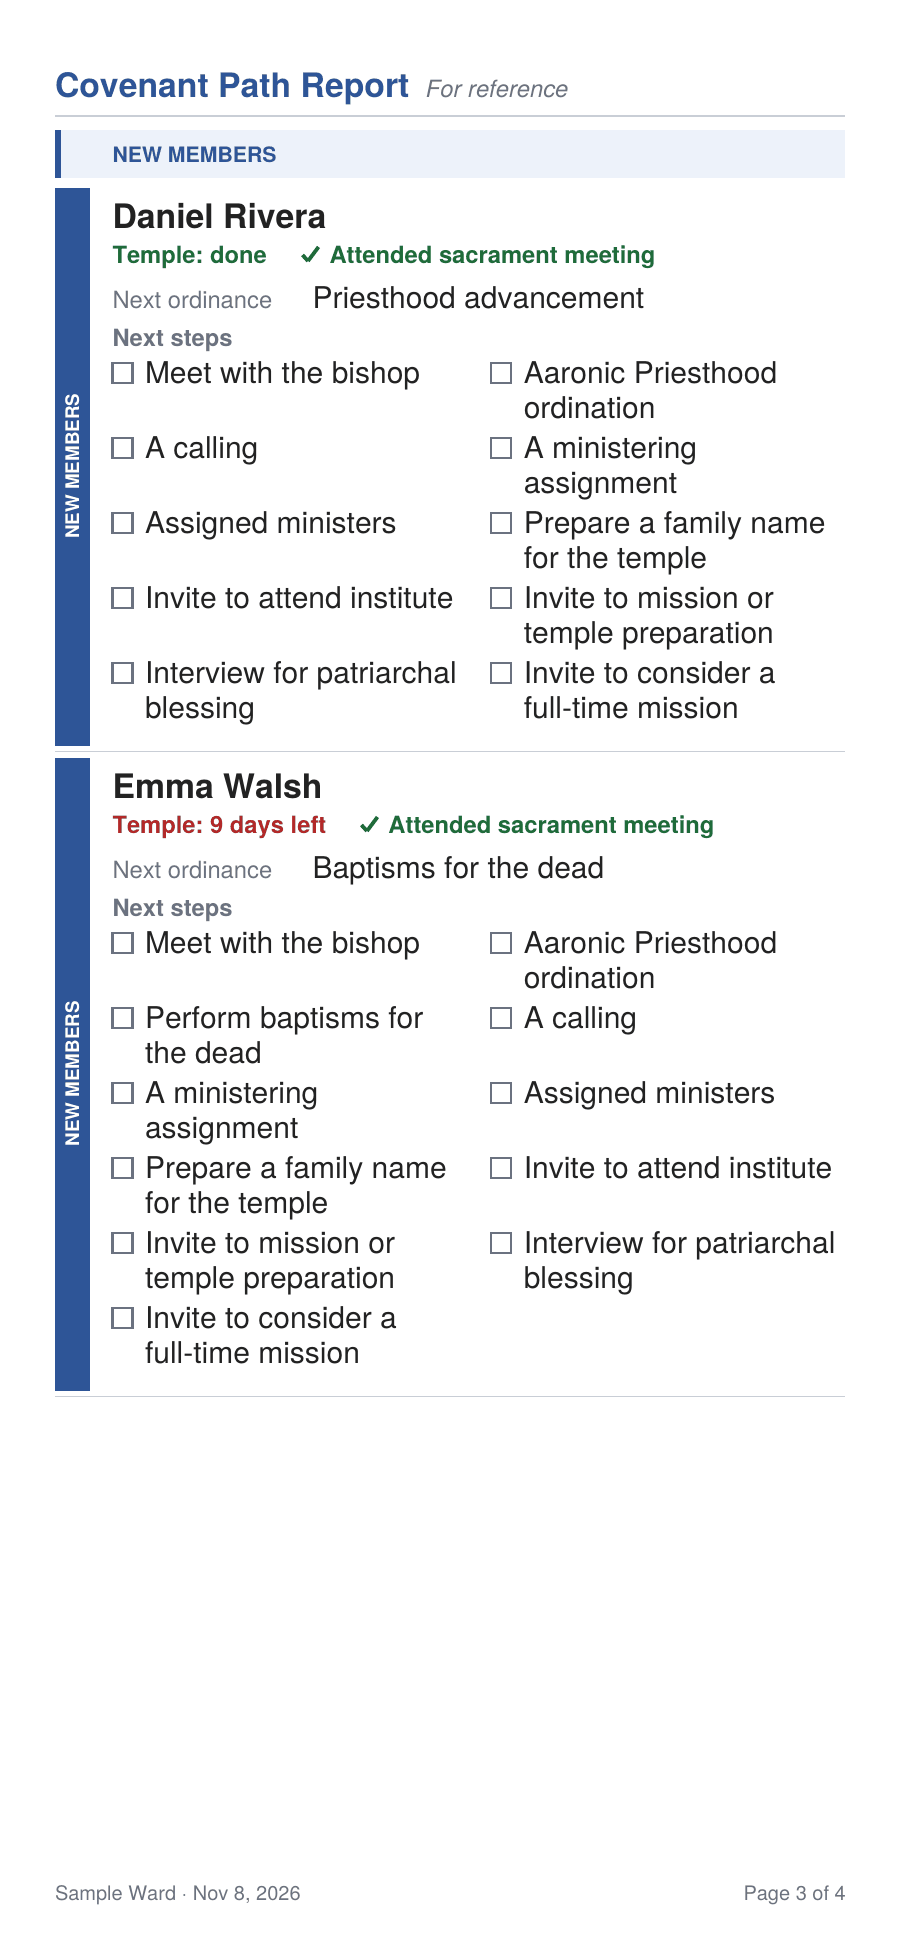 Covenant Path Report For reference
NEW MEMBERS
NEW MEMBERS
Daniel Rivera
Temple: done ✓ Attended sacrament meeting
Next ordinance Priesthood advancement
Next steps
Meet with the bishop
Aaronic Priesthood
ordination
A calling
A ministering
assignment
Assigned ministers
Prepare a family name
for the temple
Invite to attend institute
Invite to mission or
temple preparation
Interview for patriarchal
blessing
Invite to consider a
full-time mission
NEW MEMBERS
Emma Walsh
Temple: 9 days left ✓ Attended sacrament meeting
Next ordinance Baptisms for the dead
Next steps
Meet with the bishop
Aaronic Priesthood
ordination
Perform baptisms for
the dead
A calling
A ministering
assignment
Assigned ministers
Prepare a family name
for the temple
Invite to attend institute
Invite to mission or
temple preparation
Interview for patriarchal
blessing
Invite to consider a
full-time mission
Sample Ward · Nov 8, 2026
Page 3 of 4